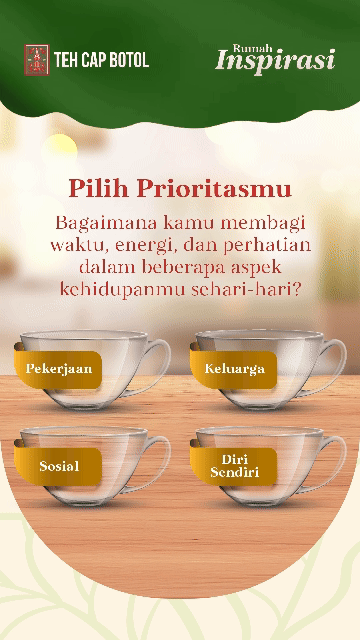 TEH CAP BOTOL
Rumah
Inspirasi
Pilih Prioritasmu
Bagaimana kamu membagi
waktu, energi, dan perhatian
dalam beberapa aspek
kehidupanmu sehari-hari?
Pekerjaan
Keluarga
Sosial
Diri
Sendiri